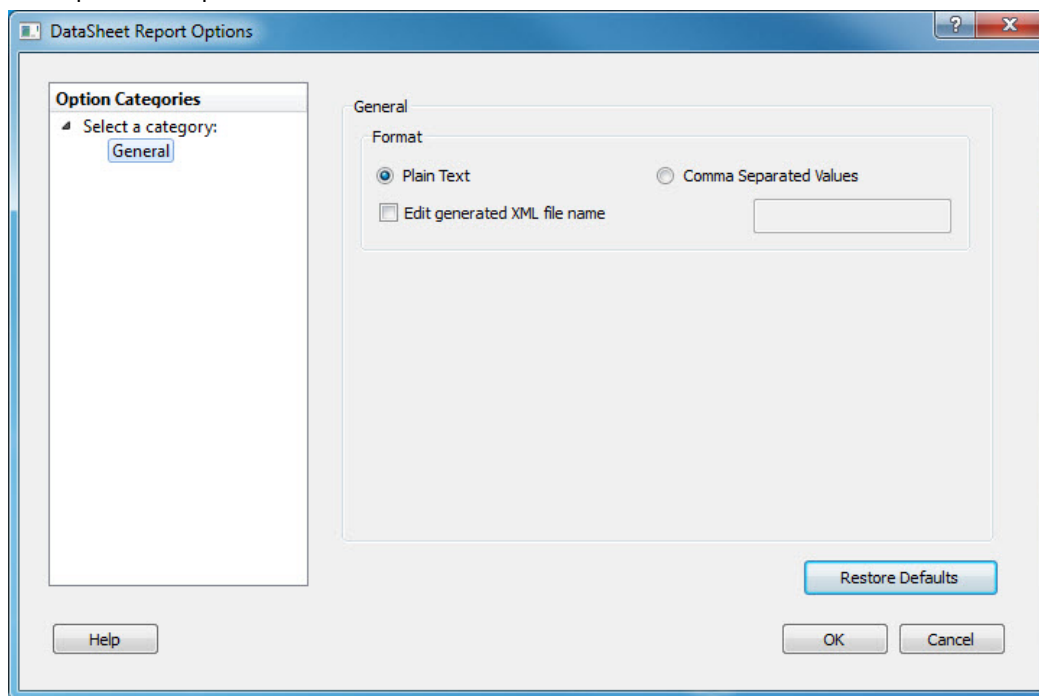 DataSheet Report Options
Option Categories
Select a category:
General
General
Format
Plain Text
Comma Separated Values
Edit generated XML file name
Restore Defaults
Help
OK
Cancel